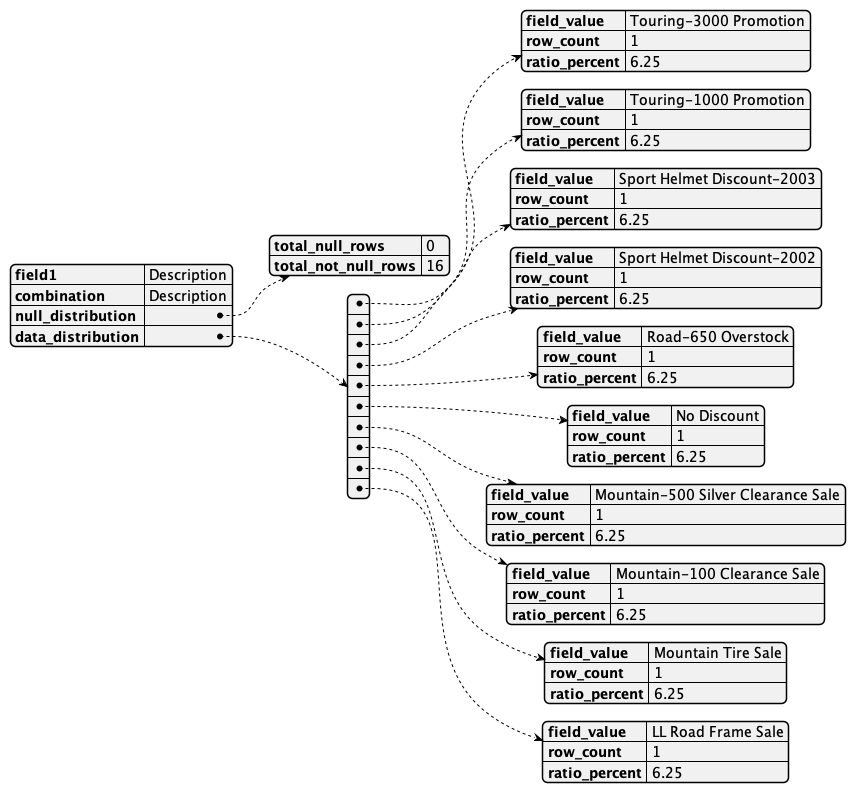 field1 Description
combination Description
null_distribution
data_distribution
total_null_rows 0
total_not_null_rows 16
field_value Touring-3000 Promotion
row_count 1
ratio_percent 6.25
field_value Touring-1000 Promotion
row_count 1
ratio_percent 6.25
field_value Sport Helmet Discount-2003
row_count 1
ratio_percent 6.25
field_value Sport Helmet Discount-2002
row_count 1
ratio_percent 6.25
field_value Road-650 Overstock
row_count 1
ratio_percent 6.25
field_value No Discount
row_count 1
ratio_percent 6.25
field_value Mountain-500 Silver Clearance Sale
row_count 1
ratio_percent 6.25
field_value Mountain-100 Clearance Sale
row_count 1
ratio_percent 6.25
field_value Mountain Tire Sale
row_count 1
ratio_percent 6.25
field_value LL Road Frame Sale
row_count 1
ratio_percent 6.25